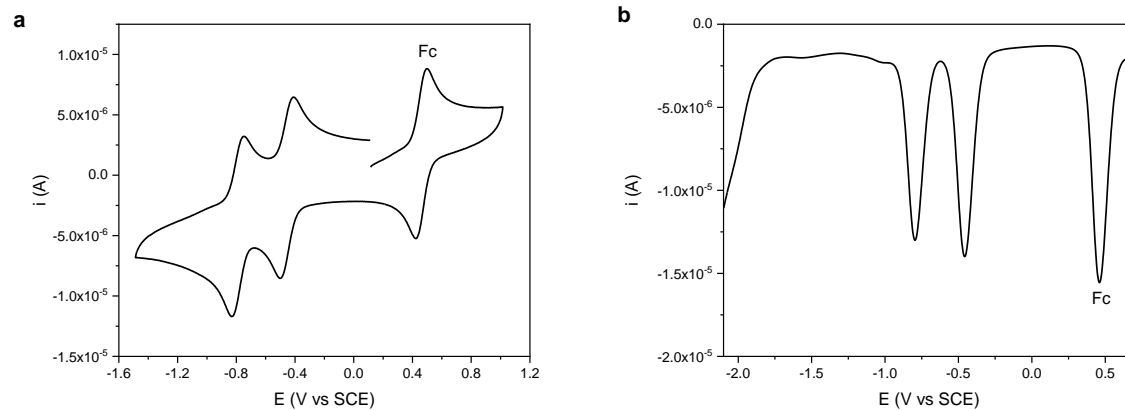 a
Fc
1.0x10⁻⁵
5.0x10⁻⁶
0.0
-5.0x10⁻⁶
-1.0x10⁻⁵
-1.5x10⁻⁵
i (A)
-1.6 -1.2 -0.8 -0.4 0.0 0.4 0.8 1.2
E (V vs SCE)
b
0.0
-5.0x10⁻⁶
-1.0x10⁻⁵
-1.5x10⁻⁵
-2.0x10⁻⁵
i (A)
Fc
-2.0 -1.5 -1.0 -0.5 0.0 0.5
E (V vs SCE)